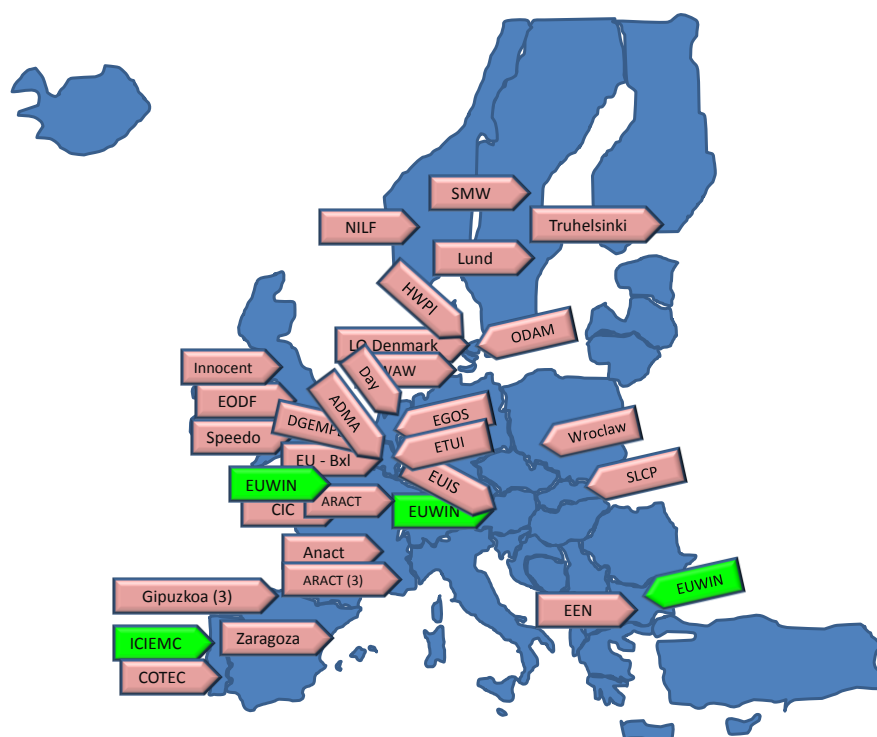 SMW
NILF
Truhelsinki
Lund
HWPI
ODAM
LO Denmark
Innocent
Day
EODF
ADMA
EGOS
Speedo
Wroclaw
ETUI
EU - Bxl
SLCP
EUIS
EUWIN
ARACT
CIC
EUWIN
Anact
ARACT (3)
EUWIN
Gipuzkoa (3)
EEN
ICIEMC
Zaragoza
COTEC